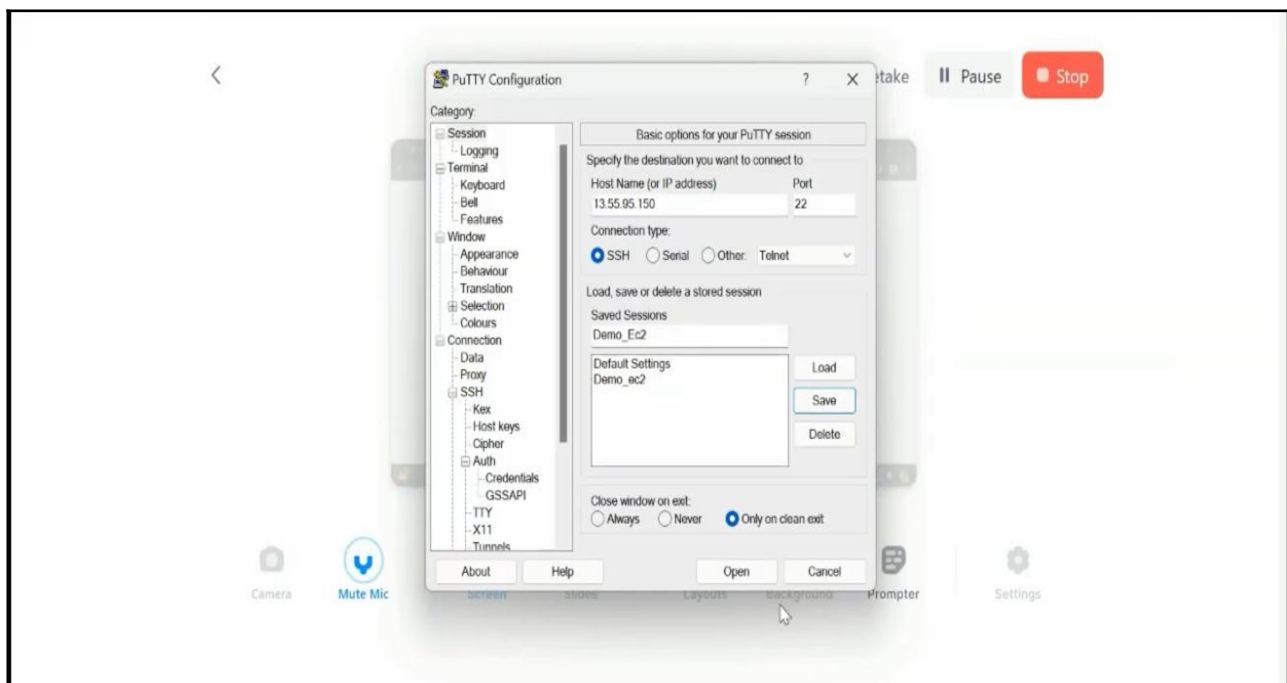 PuTTY Configuration
?
etake
Pause
Stop
Category:
Session
Logging
Terminal
Keyboard
Bell
Features
Window
Appearance
Behaviour
Translation
Selection
Colours
Connection
Data
Proxy
SSH
Kex
Host keys
Cipher
Auth
Credentials
GSSAPI
TTY
X11
Tunnels
Basic options for your PuTTY session
Specify the destination you want to connect to
Host Name (or IP address) Port
13.55.95.150 22
Connection type:
SSH Serial Other: Telnet
Load, save or delete a stored session
Saved Sessions
Demo_Ec2
Default Settings
Demo_ec2
Load
Save
Delete
Close window on exit:
Always Never Only on clean exit
About Help Open Cancel
Camera Mute Mic Screen Slides Layouts Background Prompter Settings